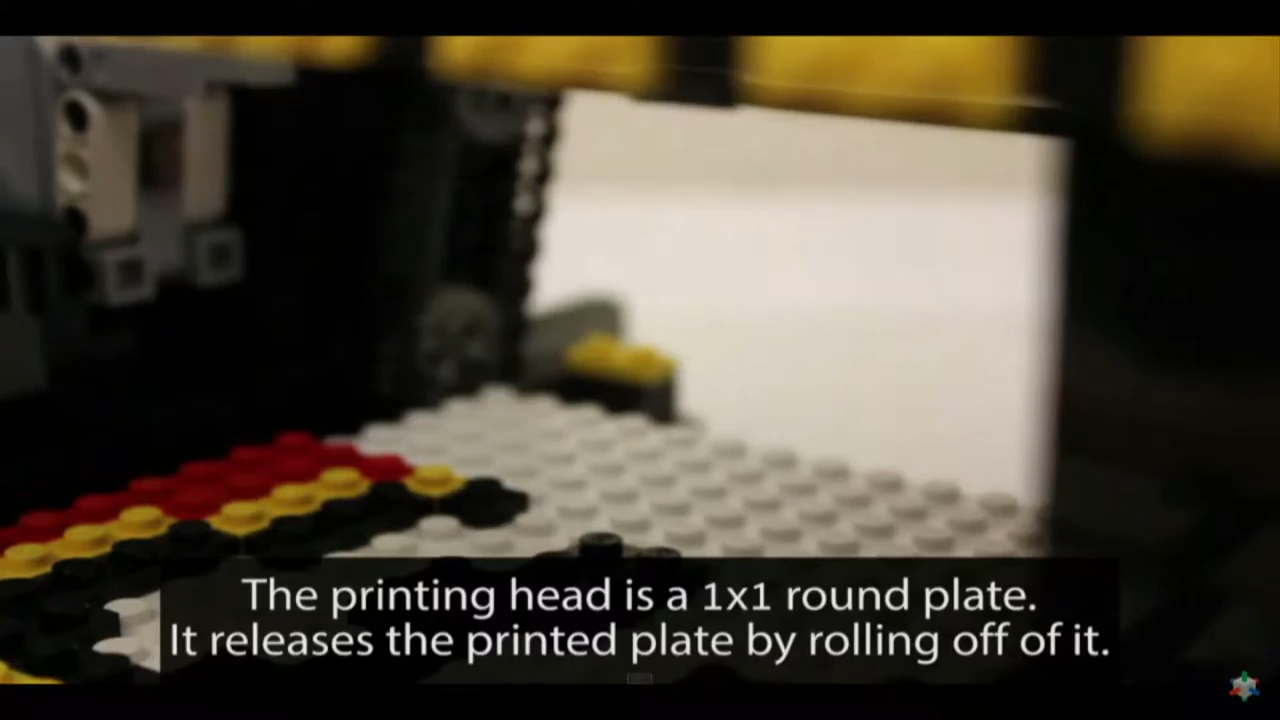 The printing head is a 1x1 round plate.
It releases the printed plate by rolling off of it.